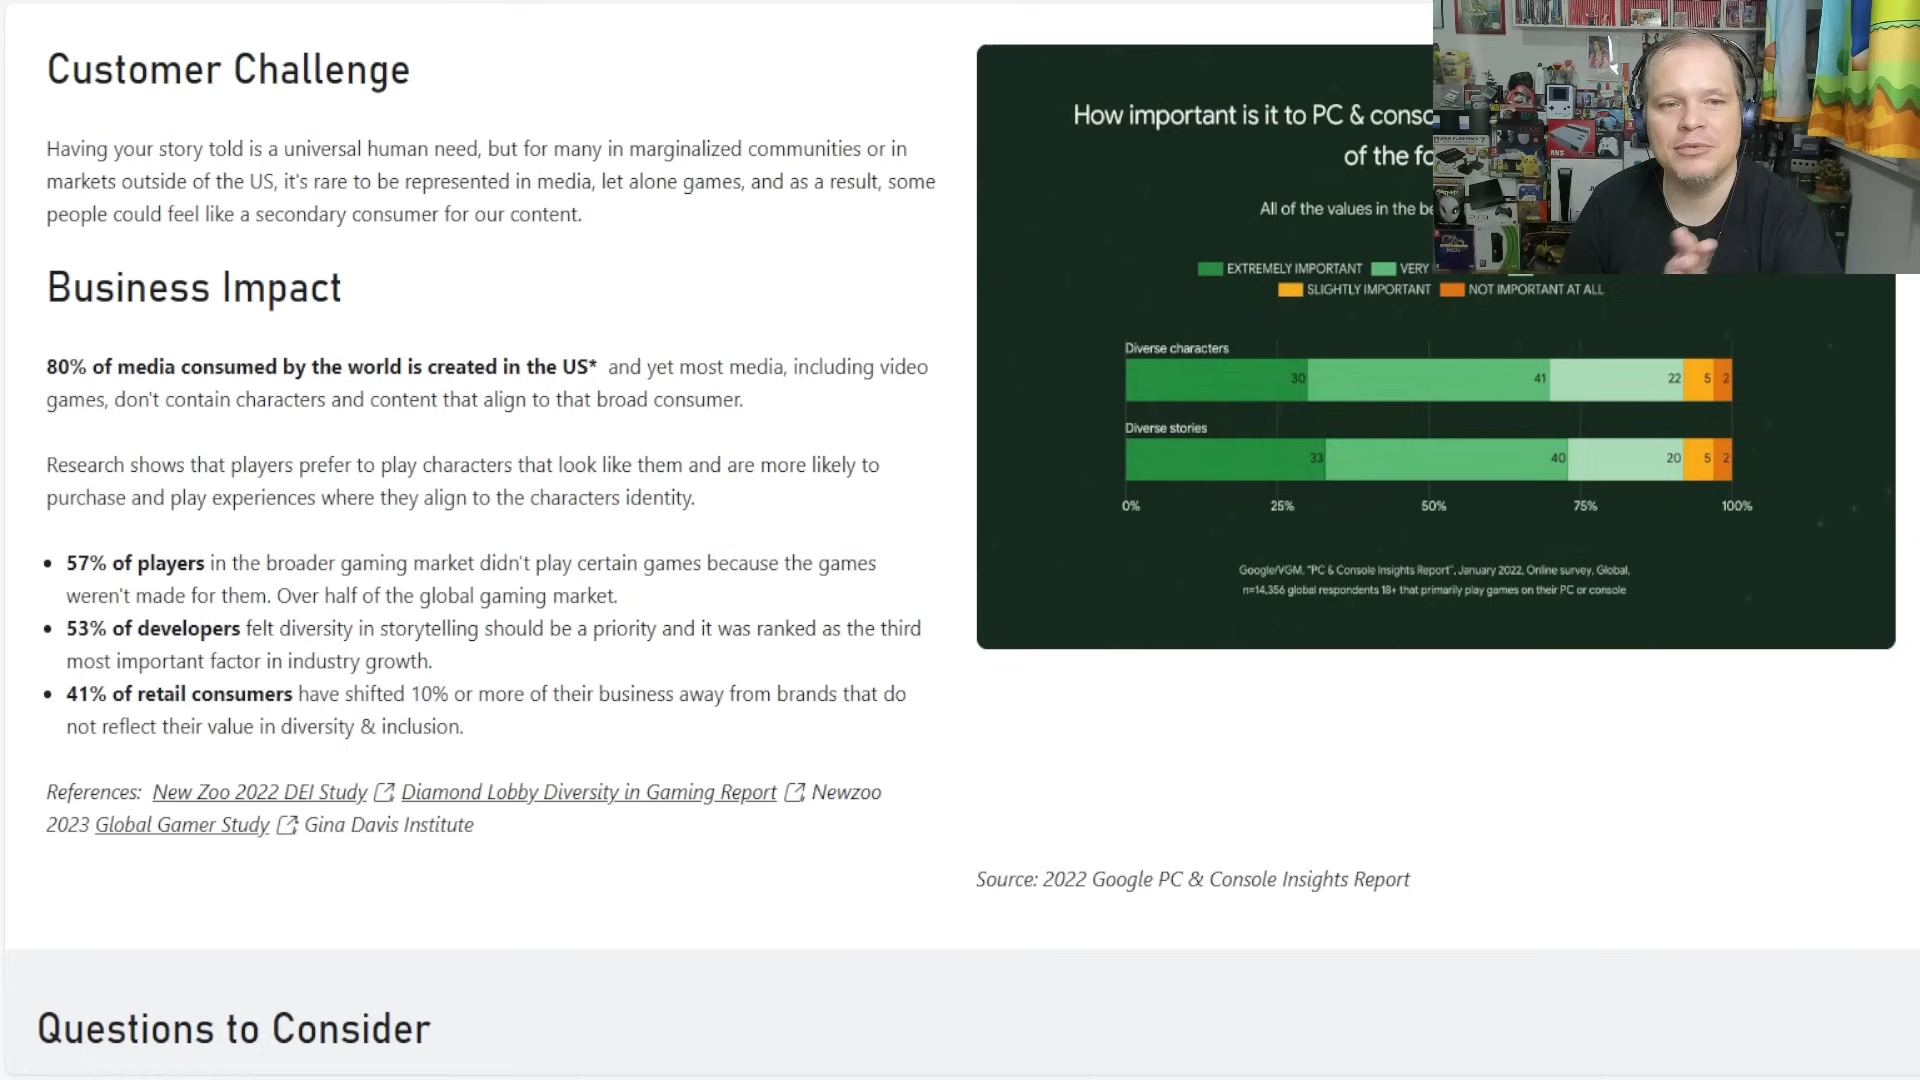 Customer Challenge
Having your story told is a universal human need, but for many in marginalized communities or in
markets outside of the US, it's rare to be represented in media, let alone games, and as a result, some
people could feel like a secondary consumer for our content.
Business Impact
80% of media consumed by the world is created in the US* and yet most media, including video
games, don't contain characters and content that align to that broad consumer.
Research shows that players prefer to play characters that look like them and are more likely to
purchase and play experiences where they align to the characters identity.
• 57% of players in the broader gaming market didn't play certain games because the games
weren't made for them. Over half of the global gaming market.
• 53% of developers felt diversity in storytelling should be a priority and it was ranked as the third
most important factor in industry growth.
• 41% of retail consumers have shifted 10% or more of their business away from brands that do
not reflect their value in diversity & inclusion.
References: New Zoo 2022 DEI Study Diamond Lobby Diversity in Gaming Report Newzoo
2023 Global Gamer Study Gina Davis Institute
How important is it to PC & conso
of the fo
All of the values in the be
EXTREMELY IMPORTANT VERY
SLIGHTLY IMPORTANT NOT IMPORTANT AT ALL
Diverse characters
30 41 22 5 2
Diverse stories
33 40 20 5 2
0% 25% 50% 75% 100%
Google/VGM, "PC & Console Insights Report", January 2022, Online survey, Global,
n=14,356 global respondents 18+ that primarily play games on their PC or console
Source: 2022 Google PC & Console Insights Report
Questions to Consider